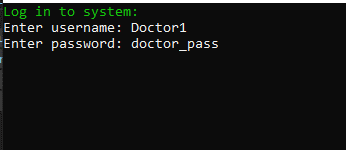 Log in to system:
Enter username: Doctor1
Enter password: doctor_pass